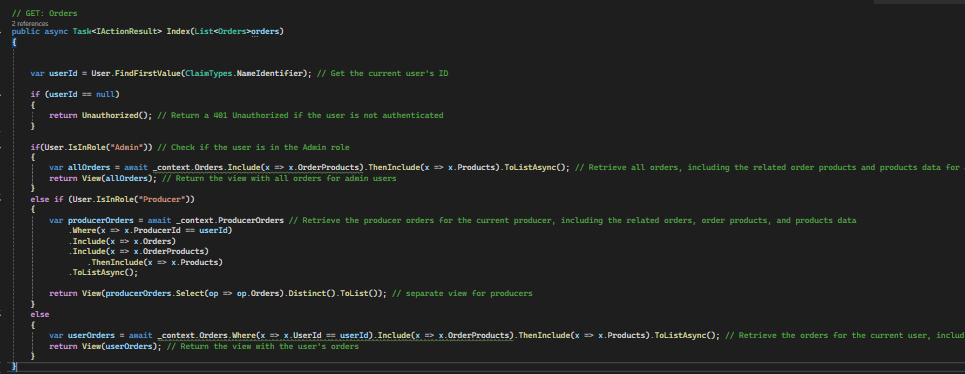 // GET: Orders
2 references
public async Task<IActionResult> Index(List<Orders>orders)
{
var userId = User.FindFirstValue(ClaimTypes.NameIdentifier); // Get the current user's ID
if (userId == null)
{
return Unauthorized(); // Return a 401 Unauthorized if the user is not authenticated
}
if(User.IsInRole("Admin")) // Check if the user is in the Admin role
{
var allOrders = await _context.Orders.Include(x => x.OrderProducts).ThenInclude(x => x.Products).ToListAsync(); // Retrieve all orders, including the related order products and products data for
return View(allOrders); // Return the view with all orders for admin users
}
else if (User.IsInRole("Producer"))
{
var producerOrders = await _context.ProducerOrders // Retrieve the producer orders for the current producer, including the related orders, order products, and products data
.Where(x => x.ProducerId == userId)
.Include(x => x.Orders)
.Include(x => x.OrderProducts)
.ThenInclude(x => x.Products)
.ToListAsync();
return View(producerOrders.Select(op => op.Orders).Distinct().ToList()); // separate view for producers
}
else
{
var userOrders = await _context.Orders.Where(x => x.UserId == userId).Include(x => x.OrderProducts).ThenInclude(x => x.Products).ToListAsync(); // Retrieve the orders for the current user, includ
return View(userOrders); // Return the view with the user's orders
}
}